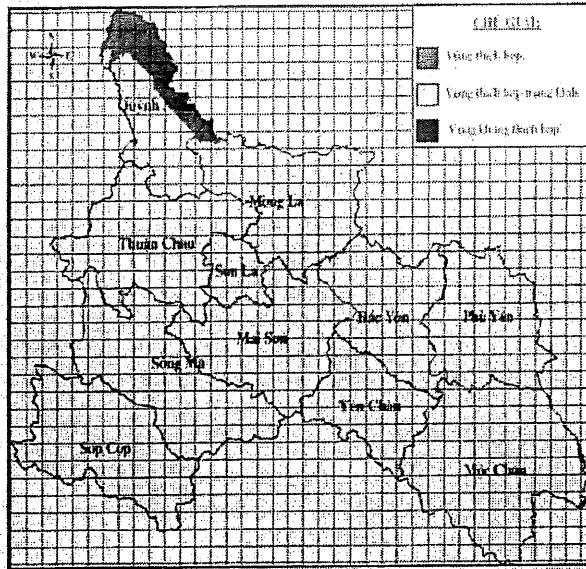 CHÚ GIẢI:
Vùng thích hợp
Vùng thích hợp trung bình
Vùng không thích hợp
Quỳnh
Mường La
Thuận Châu
Sơn La
Bắc Yên
Phù Yên
Mai Sơn
Sông Mã
Yên Châu
Sốp Cộp
Mộc Châu